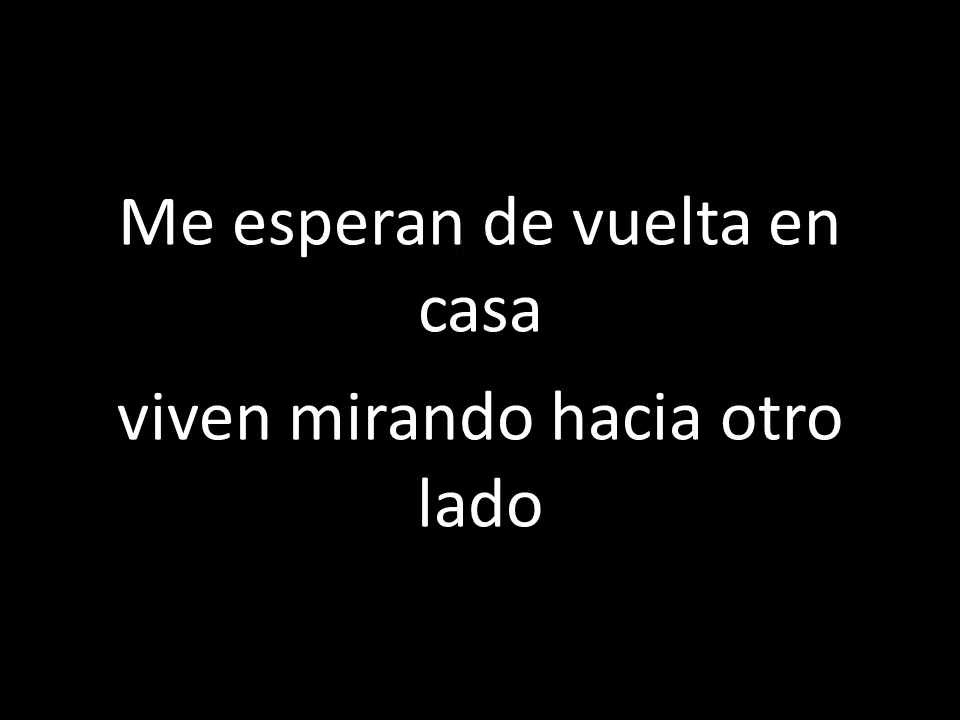 Me esperan de vuelta en
casa
viven mirando hacia otro
lado